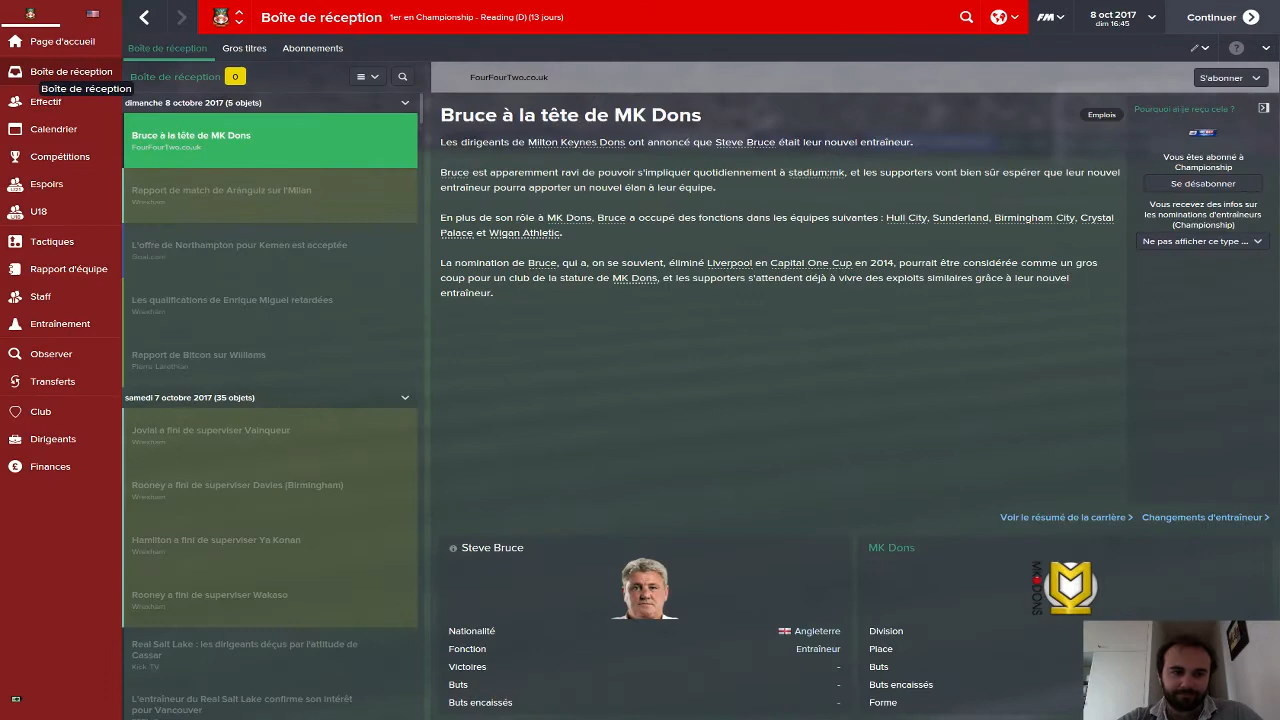 Boîte de réception
1er en Championship - Reading (D) (13 jours)
FM
8 oct 2017
dim 16:45
Continuer
Page d'accueil
Boîte de réception
Boîte de réception
Effectif
Calendrier
Compétitions
Espoirs
U18
Tactiques
Rapport d'équipe
Staff
Entraînement
Observer
Transferts
Club
Dirigeants
Finances
Boîte de réception
Gros titres
Abonnements
Boîte de réception
0
dimanche 8 octobre 2017 (5 objets)
Bruce à la tête de MK Dons
FourFourTwo.co.uk
Rapport de match de Aránguiz sur l'Milan
Wrexham
L'offre de Northampton pour Kemen est acceptée
Goal.com
Les qualifications de Enrique Miguel retardées
Wrexham
Rapport de Bitcon sur Williams
samedi 7 octobre 2017 (35 objets)
Jovial a fini de superviser Vainqueur
Wrexham
Rooney a fini de superviser Davies (Birmingham)
Wrexham
Hamilton a fini de superviser Ya Konan
Wrexham
Rooney a fini de superviser Wakaso
Wrexham
Real Salt Lake : les dirigeants déçus par l'attitude de
Cassar
Kick-TV
L'entraîneur du Real Salt Lake confirme son intérêt
pour Vancouver
FourFourTwo.co.uk
S'abonner
Bruce à la tête de MK Dons
Emplois
Pourquoi ai-je reçu cela ?
Les dirigeants de Milton Keynes Dons ont annoncé que Steve Bruce était leur nouvel entraîneur.
Bruce est apparemment ravi de pouvoir s'impliquer quotidiennement à stadium:mk, et les supporters vont bien sûr espérer que leur nouvel
entraîneur pourra apporter un nouvel élan à leur équipe.
En plus de son rôle à MK Dons, Bruce a occupé des fonctions dans les équipes suivantes : Hull City, Sunderland, Birmingham City, Crystal
Palace et Wigan Athletic.
La nomination de Bruce, qui a, on se souvient, éliminé Liverpool en Capital One Cup en 2014, pourrait être considérée comme un gros
coup pour un club de la stature de MK Dons, et les supporters s'attendent déjà à vivre des exploits similaires grâce à leur nouvel
entraîneur.
Vous êtes abonné à
Championship
Se désabonner
Vous recevez des infos sur
les nominations d'entraîneurs
(Championship)
Ne pas afficher ce type ...
Voir le résumé de la carrière >
Changements d'entraîneur >
Steve Bruce
Nationalité
Angleterre
Fonction
Entraîneur
Victoires
-
Buts
-
Buts encaissés
-
MK Dons
MK DONS
Division
Place
Buts
Buts encaissés
Forme